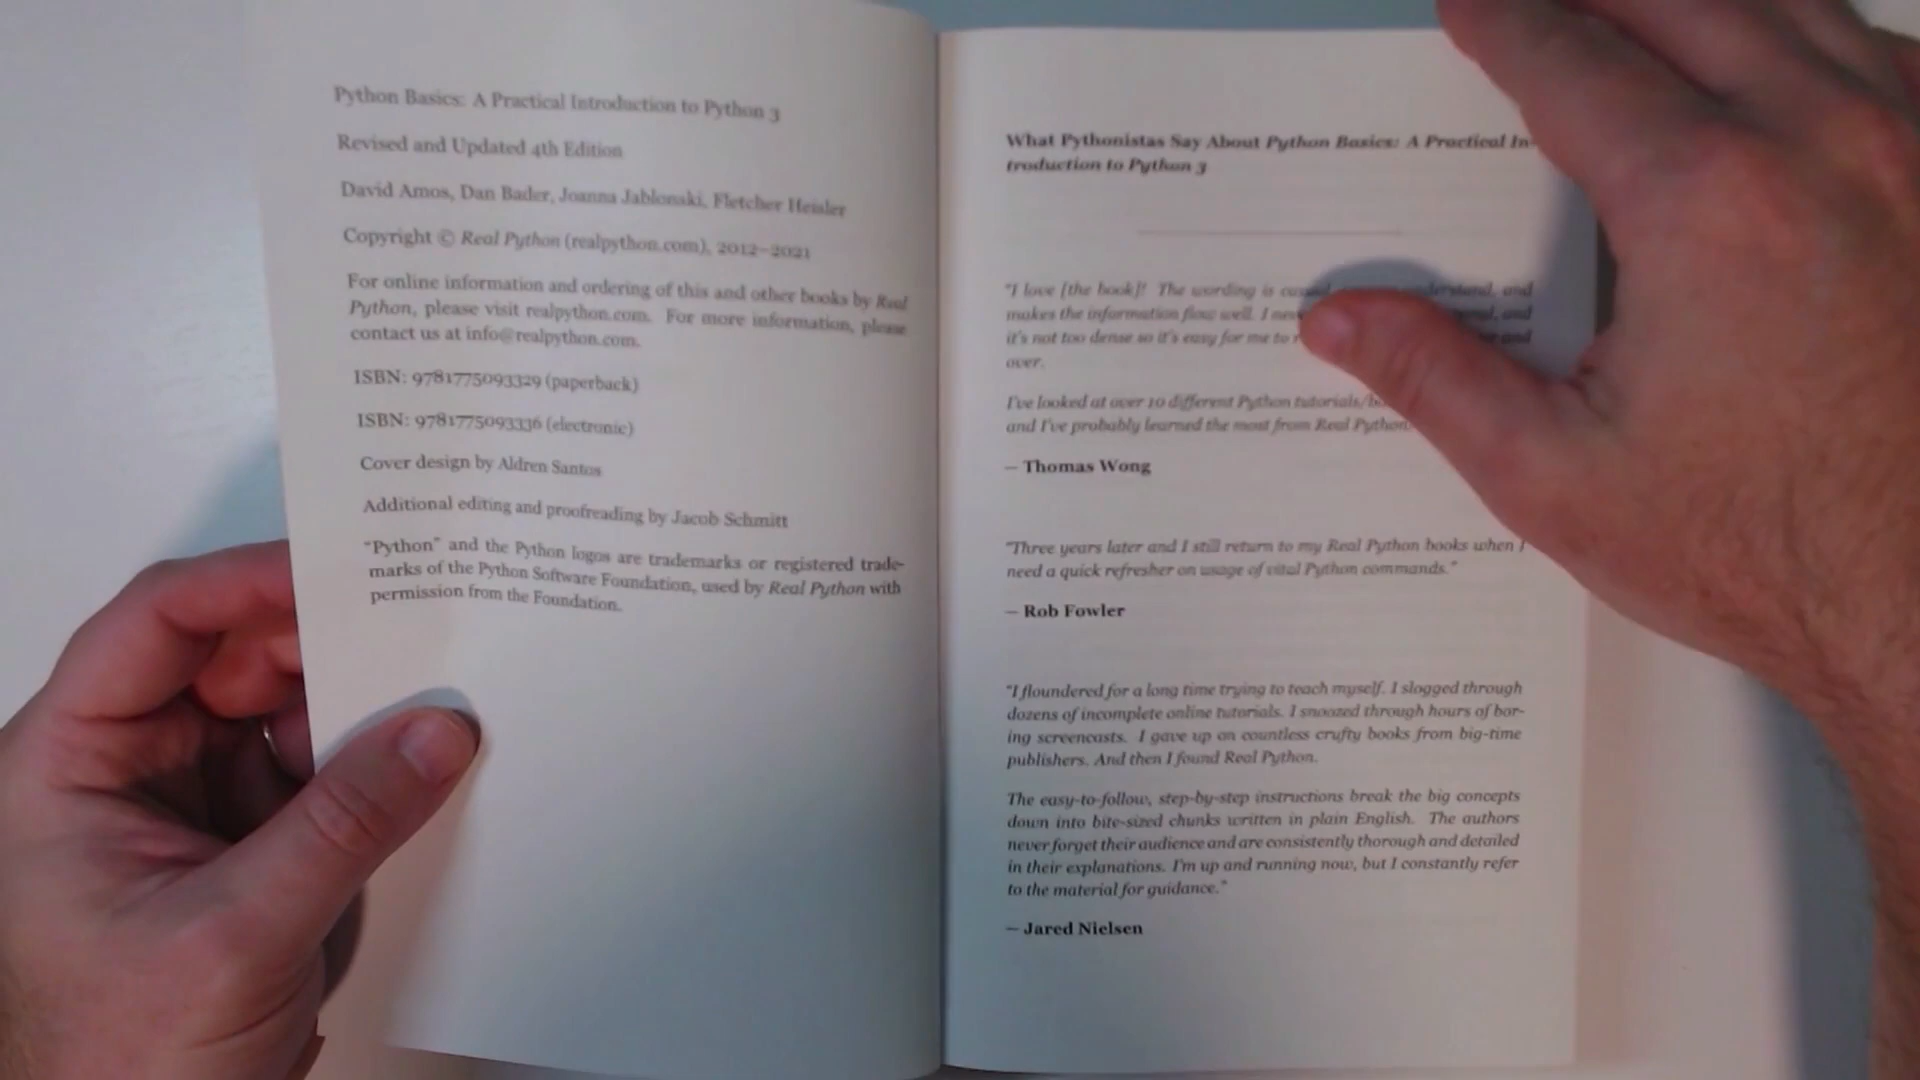 Python Basics: A Practical Introduction to Python 3
Revised and Updated 4th Edition
David Amos, Dan Bader, Joanna Jablonski, Fletcher Heisler
Copyright © Real Python (realpython.com), 2012–2021
For online information and ordering of this and other books by Real
Python, please visit realpython.com. For more information, please
contact us at info@realpython.com.
ISBN: 9781775093329 (paperback)
ISBN: 9781775093336 (electronic)
Cover design by Aldren Santos
Additional editing and proofreading by Jacob Schmitt
“Python” and the Python logos are trademarks or registered trade-
marks of the Python Software Foundation, used by Real Python with
permission from the Foundation.
What Pythonistas Say About Python Basics: A Practical In-
troduction to Python 3
“I love [the book]! The wording is understand, and
makes the information flow well. I and
it's not too dense so it's easy for me to and
over.
I've looked at over 10 different Python
and I've probably learned the most from Real Python.
— Thomas Wong
“Three years later and I still return to my Real Python books when I
need a quick refresher on usage of vital Python commands.”
— Rob Fowler
“I floundered for a long time trying to teach myself. I slogged through
dozens of incomplete online tutorials. I snoozed through hours of bor-
ing screencasts. I gave up on countless crufty books from big-time
publishers. And then I found Real Python.
The easy-to-follow, step-by-step instructions break the big concepts
down into bite-sized chunks written in plain English. The authors
never forget their audience and are consistently thorough and detailed
in their explanations. I'm up and running now, but I constantly refer
to the material for guidance.”
— Jared Nielsen